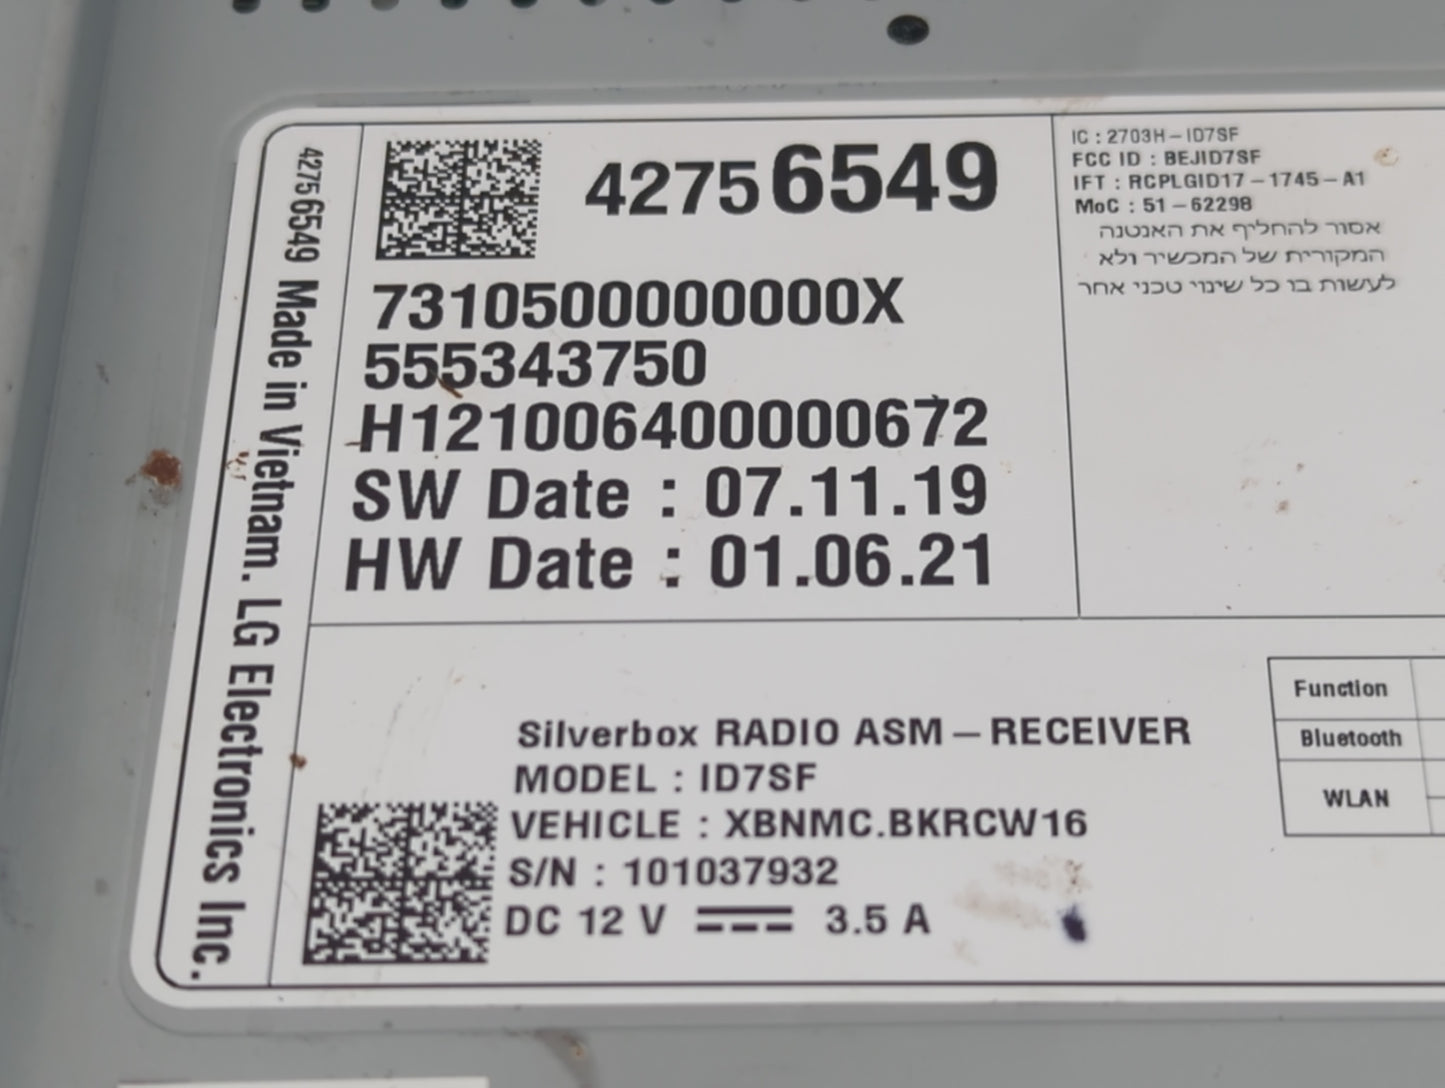 42756549 Made in Vietnam. LG Electronics Inc.
42756549
7310500000000X
555343750
H121006400000672
SW Date : 07.11.19
HW Date : 01.06.21
IC : 2703H-ID7SF
FCC ID : BEJID7SF
IFT : RCPLGID17-1745-A1
MoC : 51-62298
אסור להחליף את האנטנה
המקורית של המכשיר ולא
לעשות בו כל שינוי טכני אחר
Silverbox RADIO ASM-RECEIVER
MODEL : ID7SF
VEHICLE : XBNMC.BKRCW16
S/N : 101037932
DC 12 V 3.5 A
Function
Bluetooth
WLAN